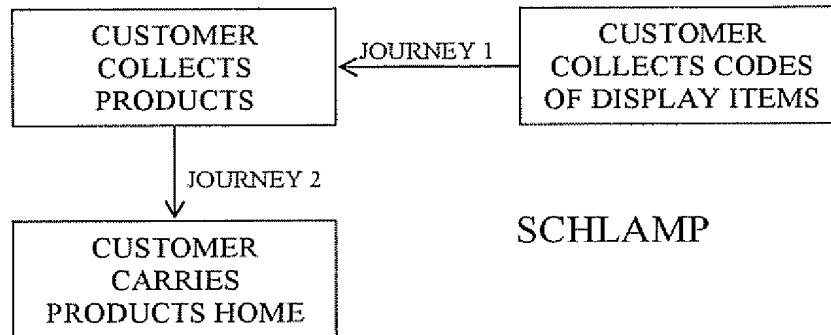 CUSTOMER
COLLECTS
PRODUCTS
JOURNEY 1
CUSTOMER
COLLECTS CODES
OF DISPLAY ITEMS
JOURNEY 2
CUSTOMER
CARRIES
PRODUCTS HOME
SCHLAMP